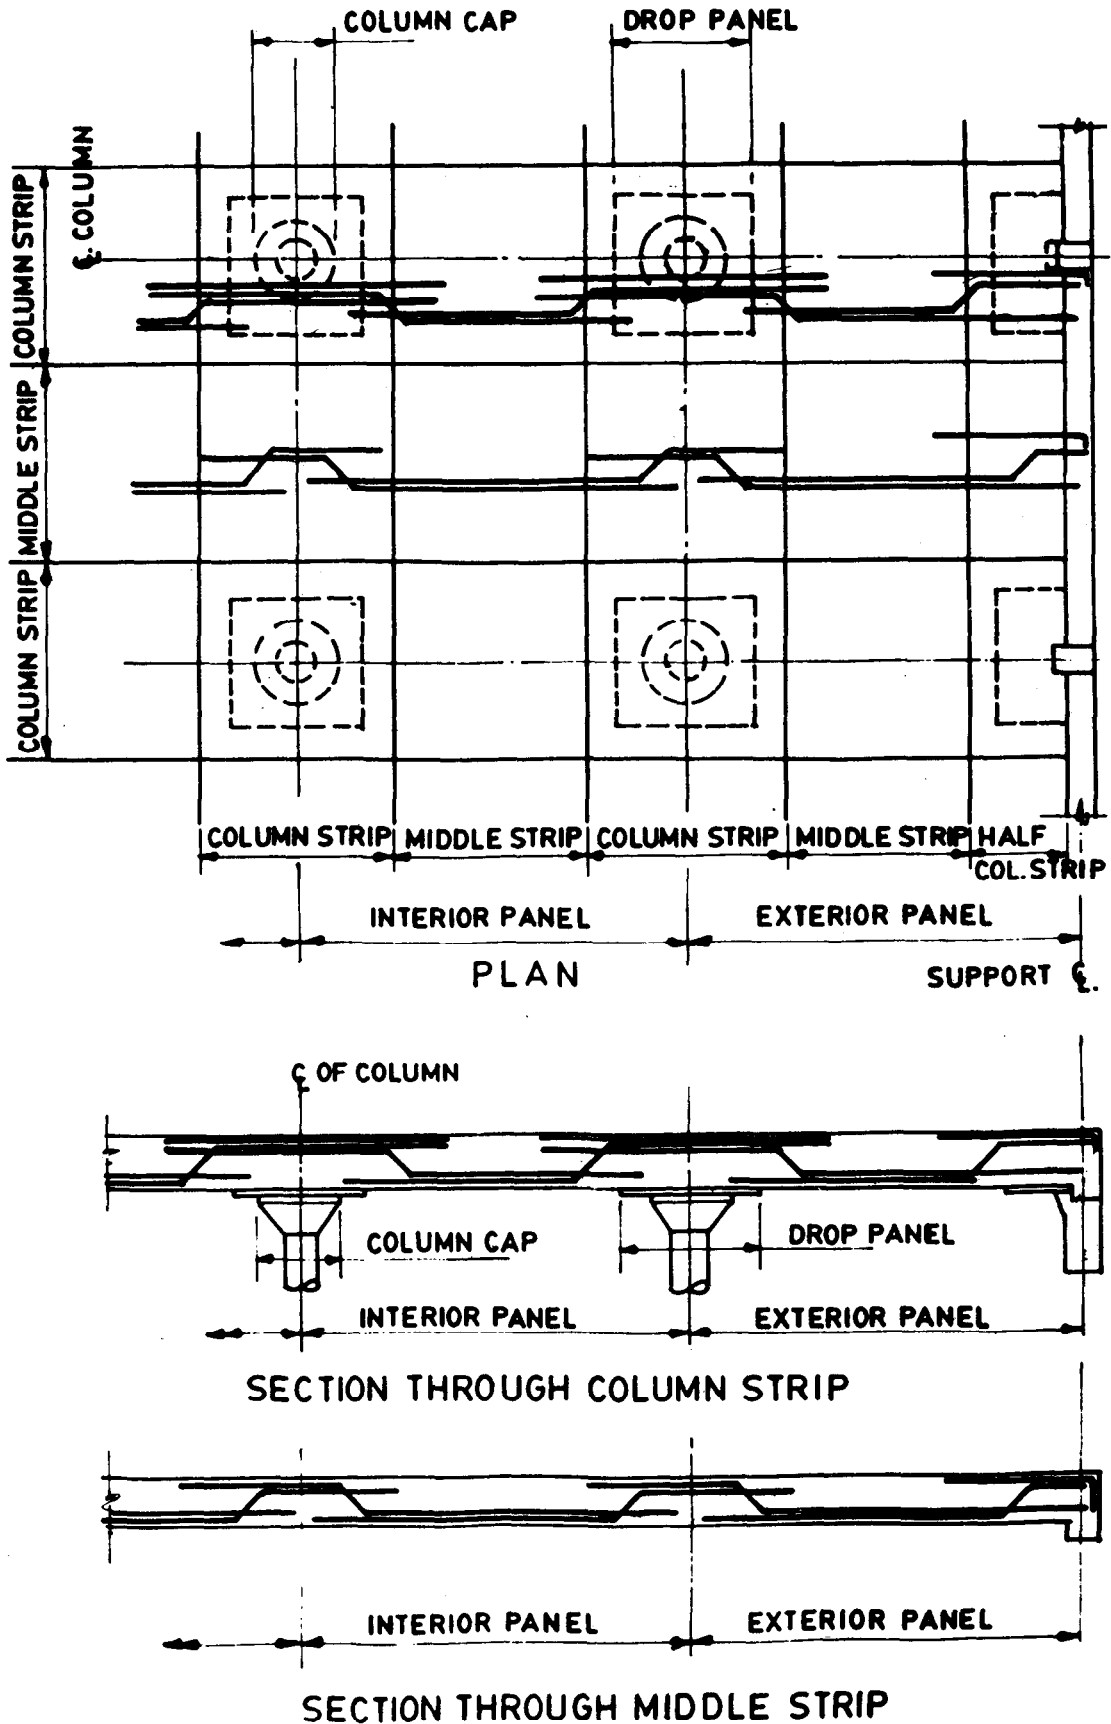 COLUMN CAP
DROP PANEL
℄ COLUMN
COLUMN STRIP
MIDDLE STRIP
COLUMN STRIP
COLUMN STRIP
MIDDLE STRIP
COLUMN STRIP
MIDDLE STRIP
HALF
COL. STRIP
INTERIOR PANEL
EXTERIOR PANEL
PLAN
SUPPORT ℄.
℄ OF COLUMN
COLUMN CAP
DROP PANEL
INTERIOR PANEL
EXTERIOR PANEL
SECTION THROUGH COLUMN STRIP
INTERIOR PANEL
EXTERIOR PANEL
SECTION THROUGH MIDDLE STRIP